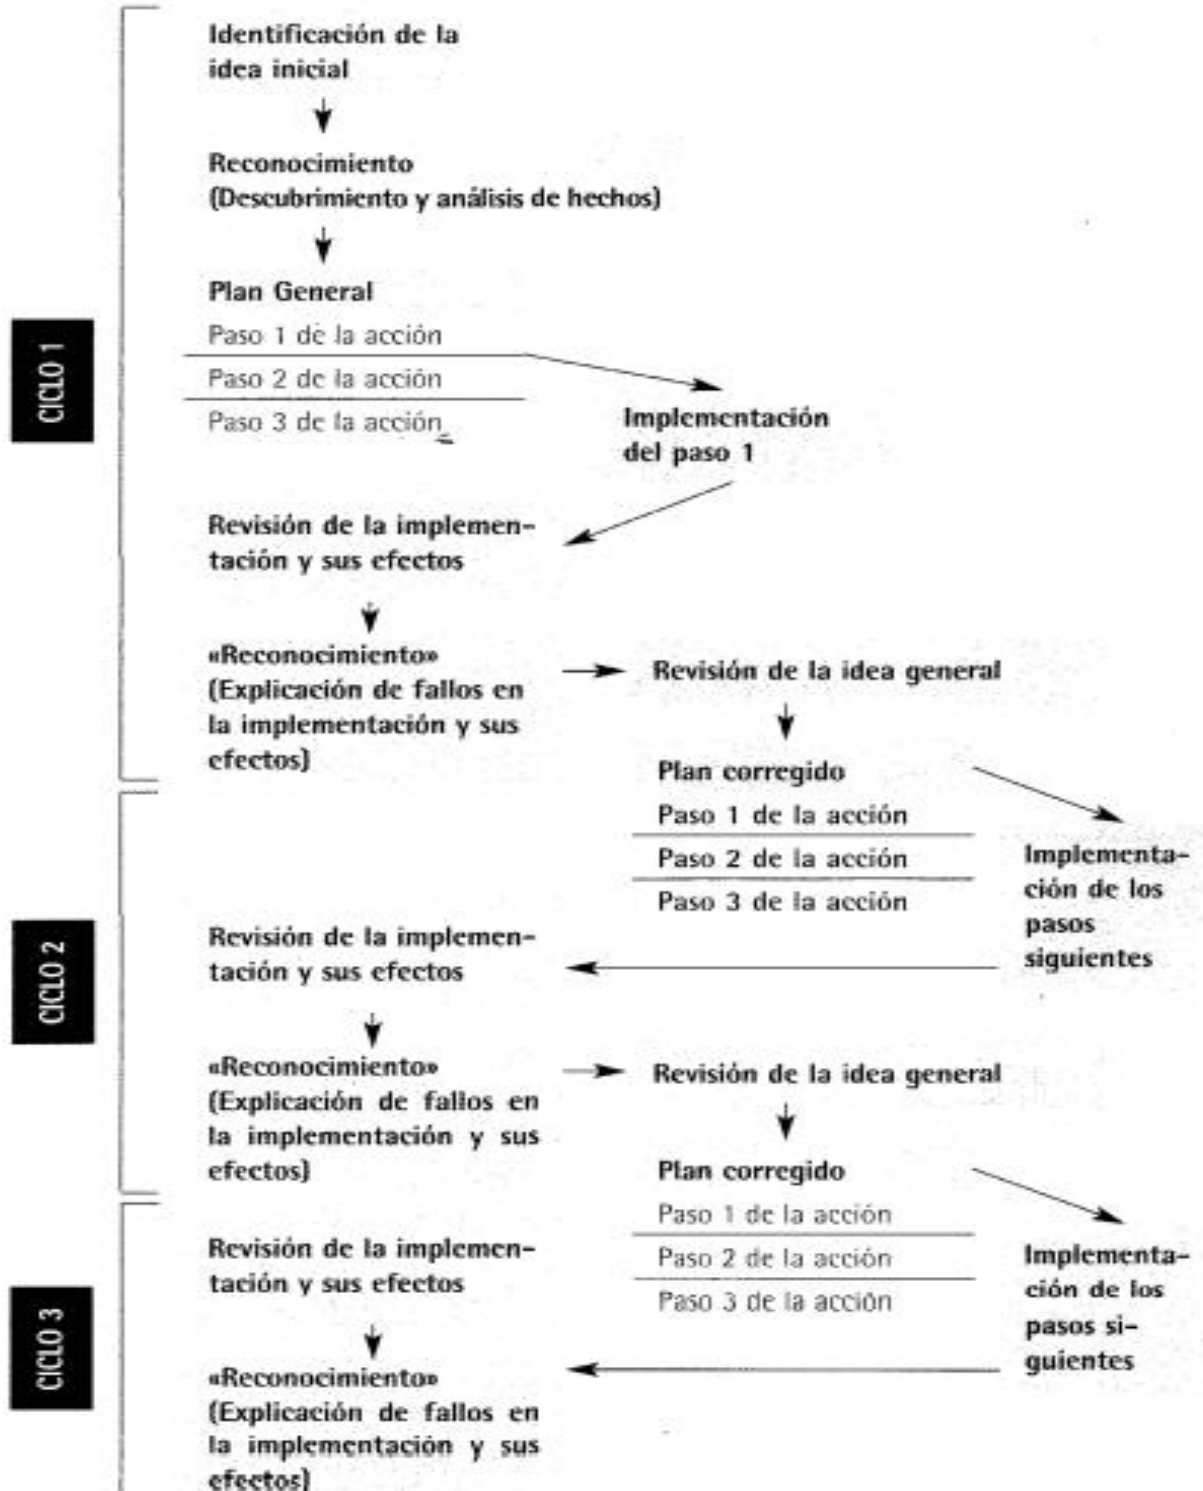 CICLO 1
Identificación de la
idea inicial
Reconocimiento
(Descubrimiento y análisis de hechos)
Plan General
Paso 1 de la acción
Paso 2 de la acción
Paso 3 de la acción
Implementación
del paso 1
Revisión de la implemen-
tación y sus efectos
«Reconocimiento»
(Explicación de fallos en
la implementación y sus
efectos)
Revisión de la idea general
CICLO 2
Plan corregido
Paso 1 de la acción
Paso 2 de la acción
Paso 3 de la acción
Implementa-
ción de los
pasos
siguientes
Revisión de la implemen-
tación y sus efectos
«Reconocimiento»
(Explicación de fallos en
la implementación y sus
efectos)
Revisión de la idea general
CICLO 3
Plan corregido
Paso 1 de la acción
Paso 2 de la acción
Paso 3 de la acción
Implementa-
ción de los
pasos si-
guientes
Revisión de la implemen-
tación y sus efectos
«Reconocimiento»
(Explicación de fallos en
la implementación y sus
efectos)